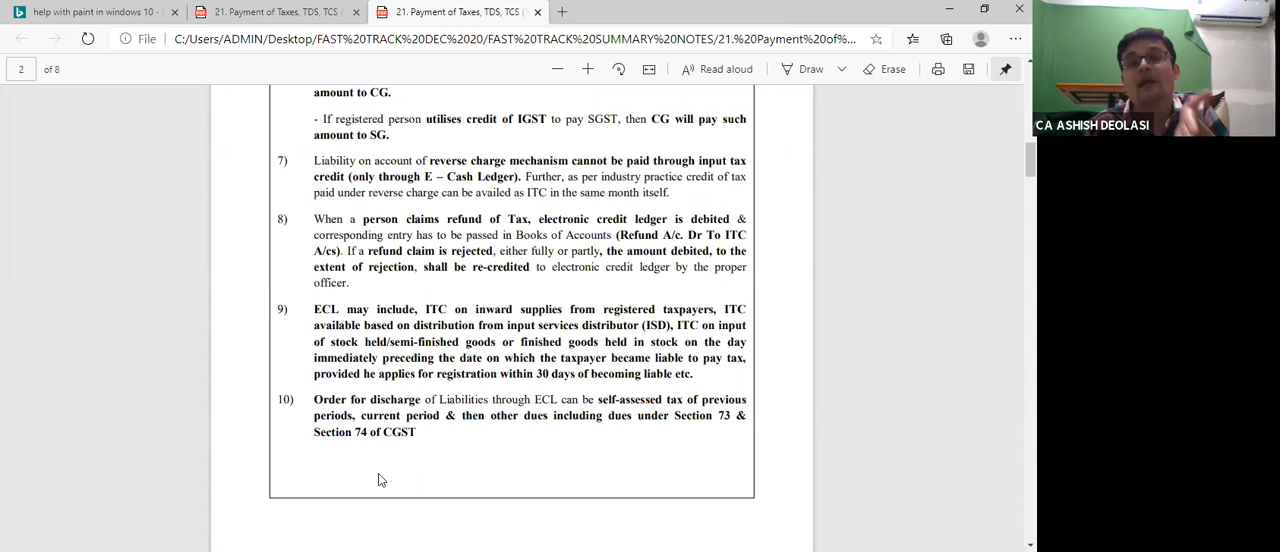 help with paint in windows 10 -
21. Payment of Taxes, TDS, TCS (
21. Payment of Taxes, TDS, TCS (
File
C:/Users/ADMIN/Desktop/FAST%20TRACK%20DEC%202020/FAST%20TRACK%20SUMMARY%20NOTES/21.%20Payment%20of%...
2 of 8
Read aloud
Draw
Erase
CA ASHISH DEOLASI
amount to CG.
- If registered person utilises credit of IGST to pay SGST, then CG will pay such
amount to SG.
7) Liability on account of reverse charge mechanism cannot be paid through input tax
credit (only through E – Cash Ledger). Further, as per industry practice credit of tax
paid under reverse charge can be availed as ITC in the same month itself.
8) When a person claims refund of Tax, electronic credit ledger is debited &
corresponding entry has to be passed in Books of Accounts (Refund A/c. Dr To ITC
A/cs). If a refund claim is rejected, either fully or partly, the amount debited, to the
extent of rejection, shall be re-credited to electronic credit ledger by the proper
officer.
9) ECL may include, ITC on inward supplies from registered taxpayers, ITC
available based on distribution from input services distributor (ISD), ITC on input
of stock held/semi-finished goods or finished goods held in stock on the day
immediately preceding the date on which the taxpayer became liable to pay tax,
provided he applies for registration within 30 days of becoming liable etc.
10) Order for discharge of Liabilities through ECL can be self-assessed tax of previous
periods, current period & then other dues including dues under Section 73 &
Section 74 of CGST